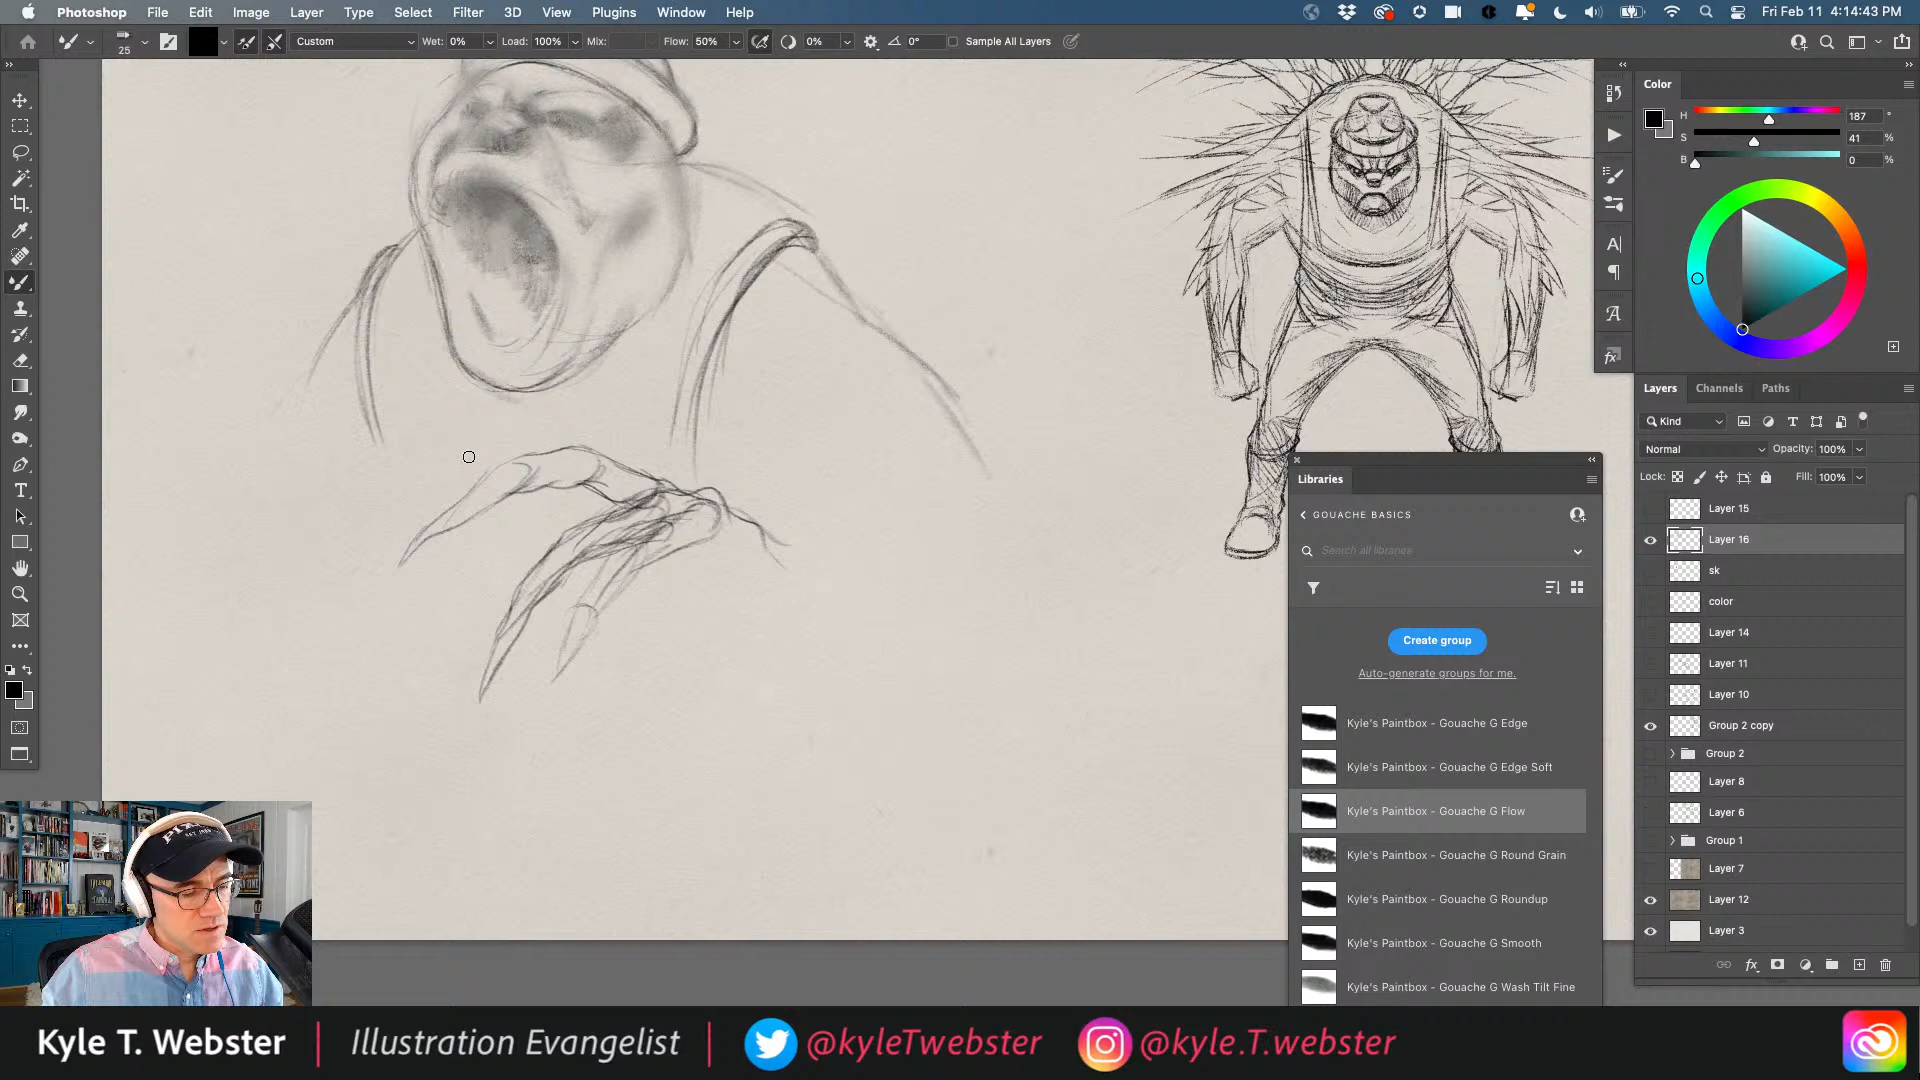 Photoshop File Edit Image Layer Type Select Filter 3D View Plugins Window Help Fri Feb 11 4:14:43 PM
25 Custom Wet: 0% Load: 100% Mix: Flow: 50% 0% 0° Sample All Layers
Color
H 187 °
S 41 %
B 0 %
Layers Channels Paths
Kind
Normal Opacity: 100%
Lock: Fill: 100%
Layer 15
Layer 16
sk
color
Layer 14
Layer 11
Layer 10
Group 2 copy
Group 2
Layer 8
Layer 6
Group 1
Layer 7
Layer 12
Layer 3
Libraries
GOUACHE BASICS
Search all libraries
Create group
Auto-generate groups for me.
Kyle's Paintbox - Gouache G Edge
Kyle's Paintbox - Gouache G Edge Soft
Kyle's Paintbox - Gouache G Flow
Kyle's Paintbox - Gouache G Round Grain
Kyle's Paintbox - Gouache G Roundup
Kyle's Paintbox - Gouache G Smooth
Kyle's Paintbox - Gouache G Wash Tilt Fine
Kyle T. Webster | Illustration Evangelist | @kyleTwebster @kyle.T.webster